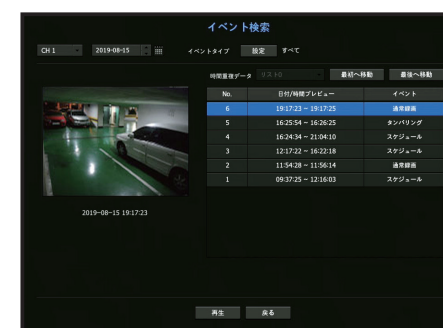 イベント検索
CH 1 2019-08-15 イベントタイプ 設定 すべて
時間重複データ リスト0 最初へ移動 最後へ移動
No. 日付/時間プレビュー イベント
6 19:17:23 ~ 19:17:25 通常録画
5 16:25:54 ~ 16:26:25 タンパリング
4 16:24:34 ~ 21:04:10 スケジュール
3 12:17:22 ~ 16:22:18 スケジュール
2 11:54:28 ~ 11:56:14 通常録画
1 09:37:25 ~ 12:16:03 スケジュール
2019-08-15 19:17:23
再生 戻る